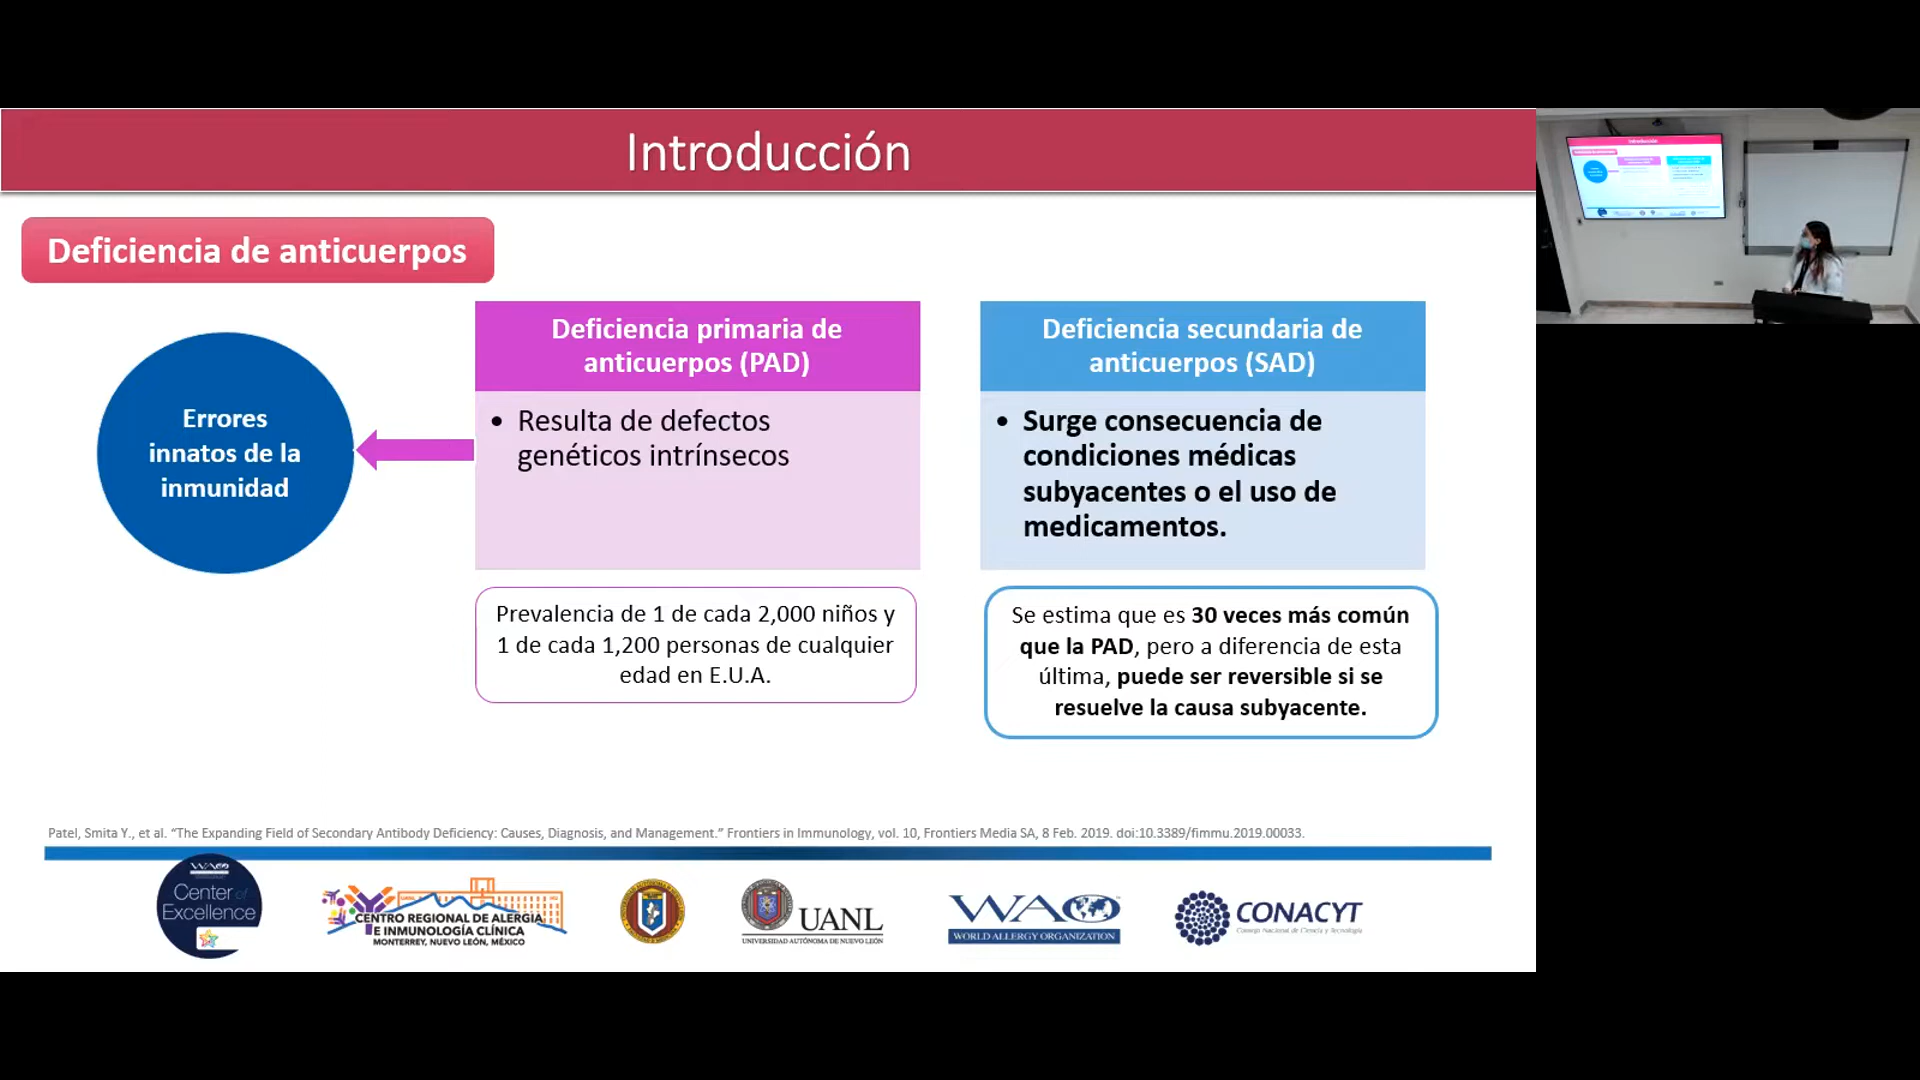 Introducción
Deficiencia de anticuerpos
Errores
innatos de la
inmunidad
Deficiencia primaria de
anticuerpos (PAD)
• Resulta de defectos
genéticos intrínsecos
Prevalencia de 1 de cada 2,000 niños y
1 de cada 1,200 personas de cualquier
edad en E.U.A.
Deficiencia secundaria de
anticuerpos (SAD)
• Surge consecuencia de
condiciones médicas
subyacentes o el uso de
medicamentos.
Se estima que es 30 veces más común
que la PAD, pero a diferencia de esta
última, puede ser reversible si se
resuelve la causa subyacente.
Patel, Smita Y., et al. “The Expanding Field of Secondary Antibody Deficiency: Causes, Diagnosis, and Management.” Frontiers in Immunology, vol. 10, Frontiers Media SA, 8 Feb. 2019. doi:10.3389/fimmu.2019.00033.
WAO
Center of
Excellence
CENTRO REGIONAL DE ALERGIA
E INMUNOLOGÍA CLÍNICA
MONTERREY, NUEVO LEÓN, MÉXICO
UANL
UNIVERSIDAD AUTÓNOMA DE NUEVO LEÓN
WAO
WORLD ALLERGY ORGANIZATION
CONACYT
Consejo Nacional de Ciencia y Tecnología
Introducción